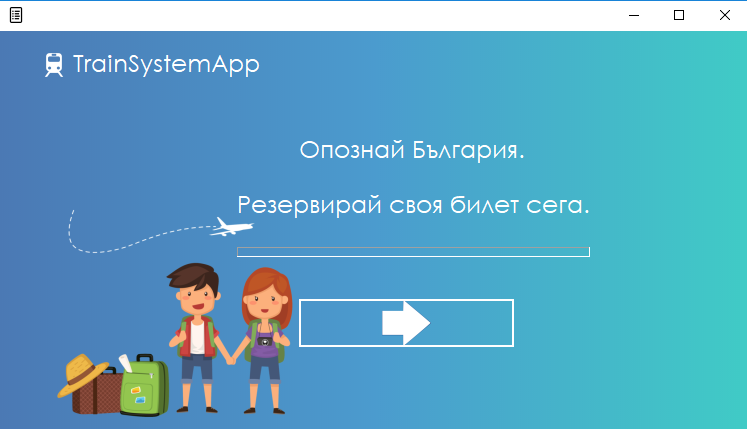 TrainSystemApp
Опознай България.
Резервирай своя билет сега.